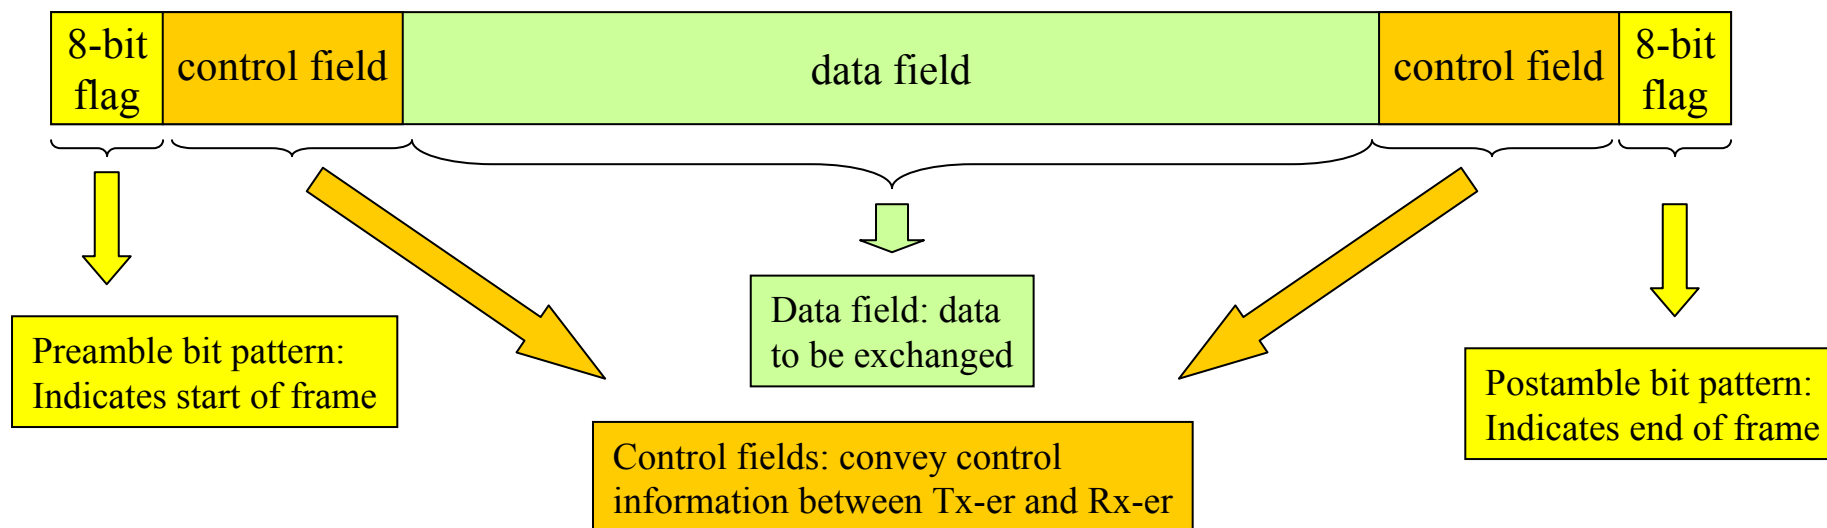 8-bit
flag
control field
data field
control field
8-bit
flag
Preamble bit pattern:
Indicates start of frame
Data field: data
to be exchanged
Control fields: convey control
information between Tx-er and Rx-er
Postamble bit pattern:
Indicates end of frame